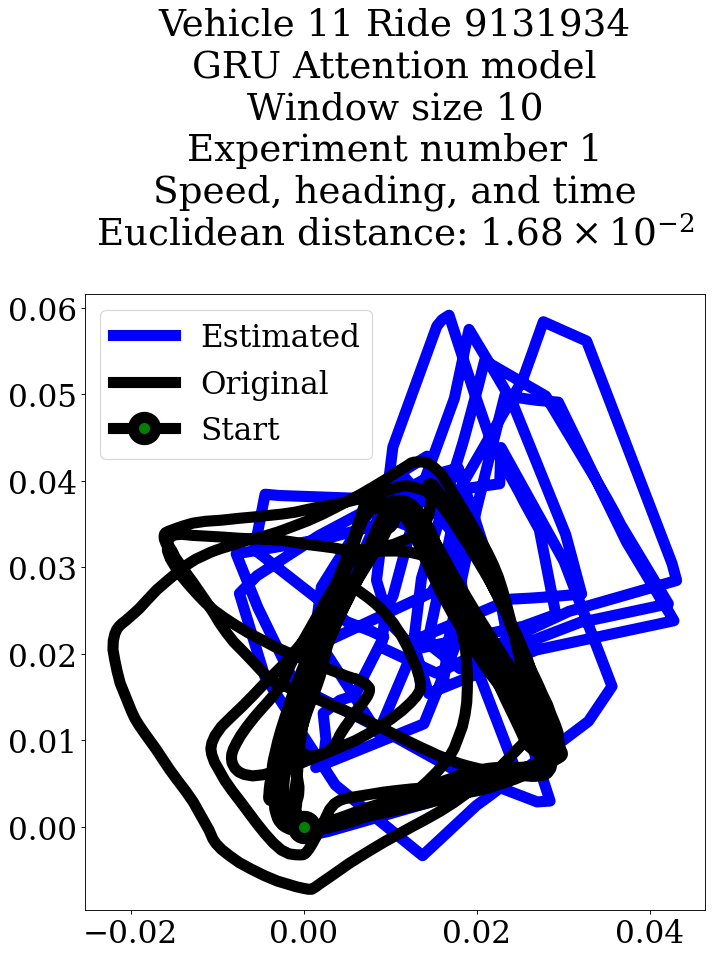 Vehicle 11 Ride 9131934
GRU Attention model
Window size 10
Experiment number 1
Speed, heading, and time
Euclidean distance: 1.68 × 10⁻²
0.06
Estimated
0.05
Original
Start
0.04
0.03
0.02
0.01
0.00
−0.02 0.00 0.02 0.04